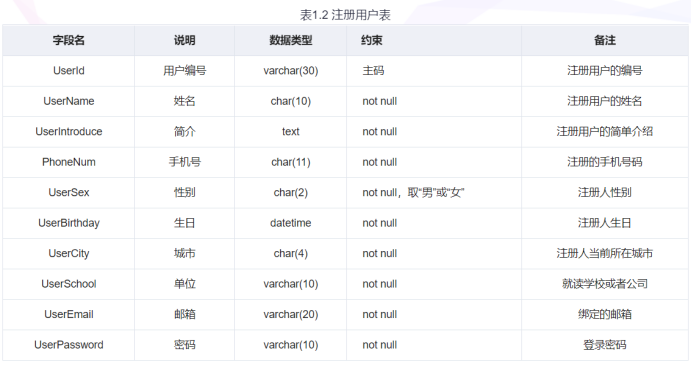 表1.2 注册用户表
字段名 说明 数据类型 约束 备注
UserId 用户编号 varchar(30) 主码 注册用户的编号
UserName 姓名 char(10) not null 注册用户的姓名
UserIntroduce 简介 text not null 注册用户的简单介绍
PhoneNum 手机号 char(11) not null 注册的手机号码
UserSex 性别 char(2) not null，取“男”或“女” 注册人性别
UserBirthday 生日 datetime not null 注册人生日
UserCity 城市 char(4) not null 注册人当前所在城市
UserSchool 单位 varchar(10) not null 就读学校或者公司
UserEmail 邮箱 varchar(20) not null 绑定的邮箱
UserPassword 密码 varchar(10) not null 登录密码